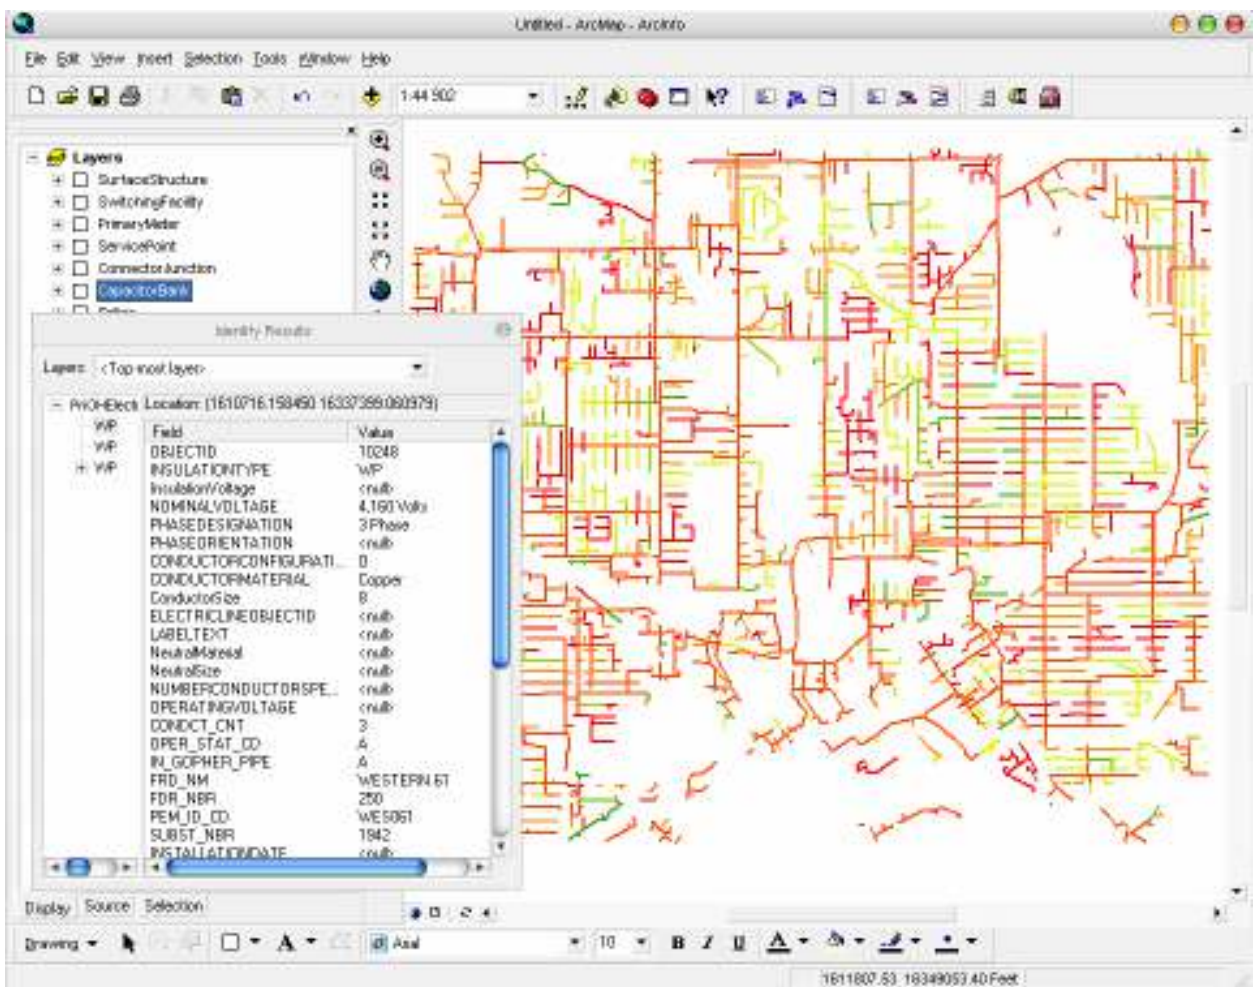 Untitled - ArcMap - ArcInfo
File Edit View Insert Selection Tools Window Help
1:44 902
Layers
SurfaceStructure
SwitchingFacility
PrimaryMeter
ServicePoint
ConnectorJunction
CapacitorBank
Identify Results
Layers: <Top most layer>
PriOHElect Location: (1610716.158450 16337399.060979)
WP
WP
WP
Field Value
OBJECTID 10248
INSULATIONTYPE WP
InsulationVoltage <null>
NOMINALVOLTAGE 4,160 Volts
PHASEDESIGNATION 3 Phase
PHASEORIENTATION <null>
CONDUCTORCONFIGURATI... 0
CONDUCTORMATERIAL Copper
ConductorSize 8
ELECTRICLINEOBJECTID <null>
LABELTEXT <null>
NeutralMaterial <null>
NeutralSize <null>
NUMBERCONDUCTORSPE... <null>
OPERATINGVOLTAGE <null>
CONDCT_CNT 3
OPER_STAT_CD A
IN_GOPHER_PIPE A
FRD_NM WESTERN 61
FDR_NBR 250
PEM_ID_CD WES061
SUBST_NBR 1942
INSTALLATIONDATE <null>
Display Source Selection
Drawing A Arial 10 B I U A
1611807.53 16349053.40 Feet